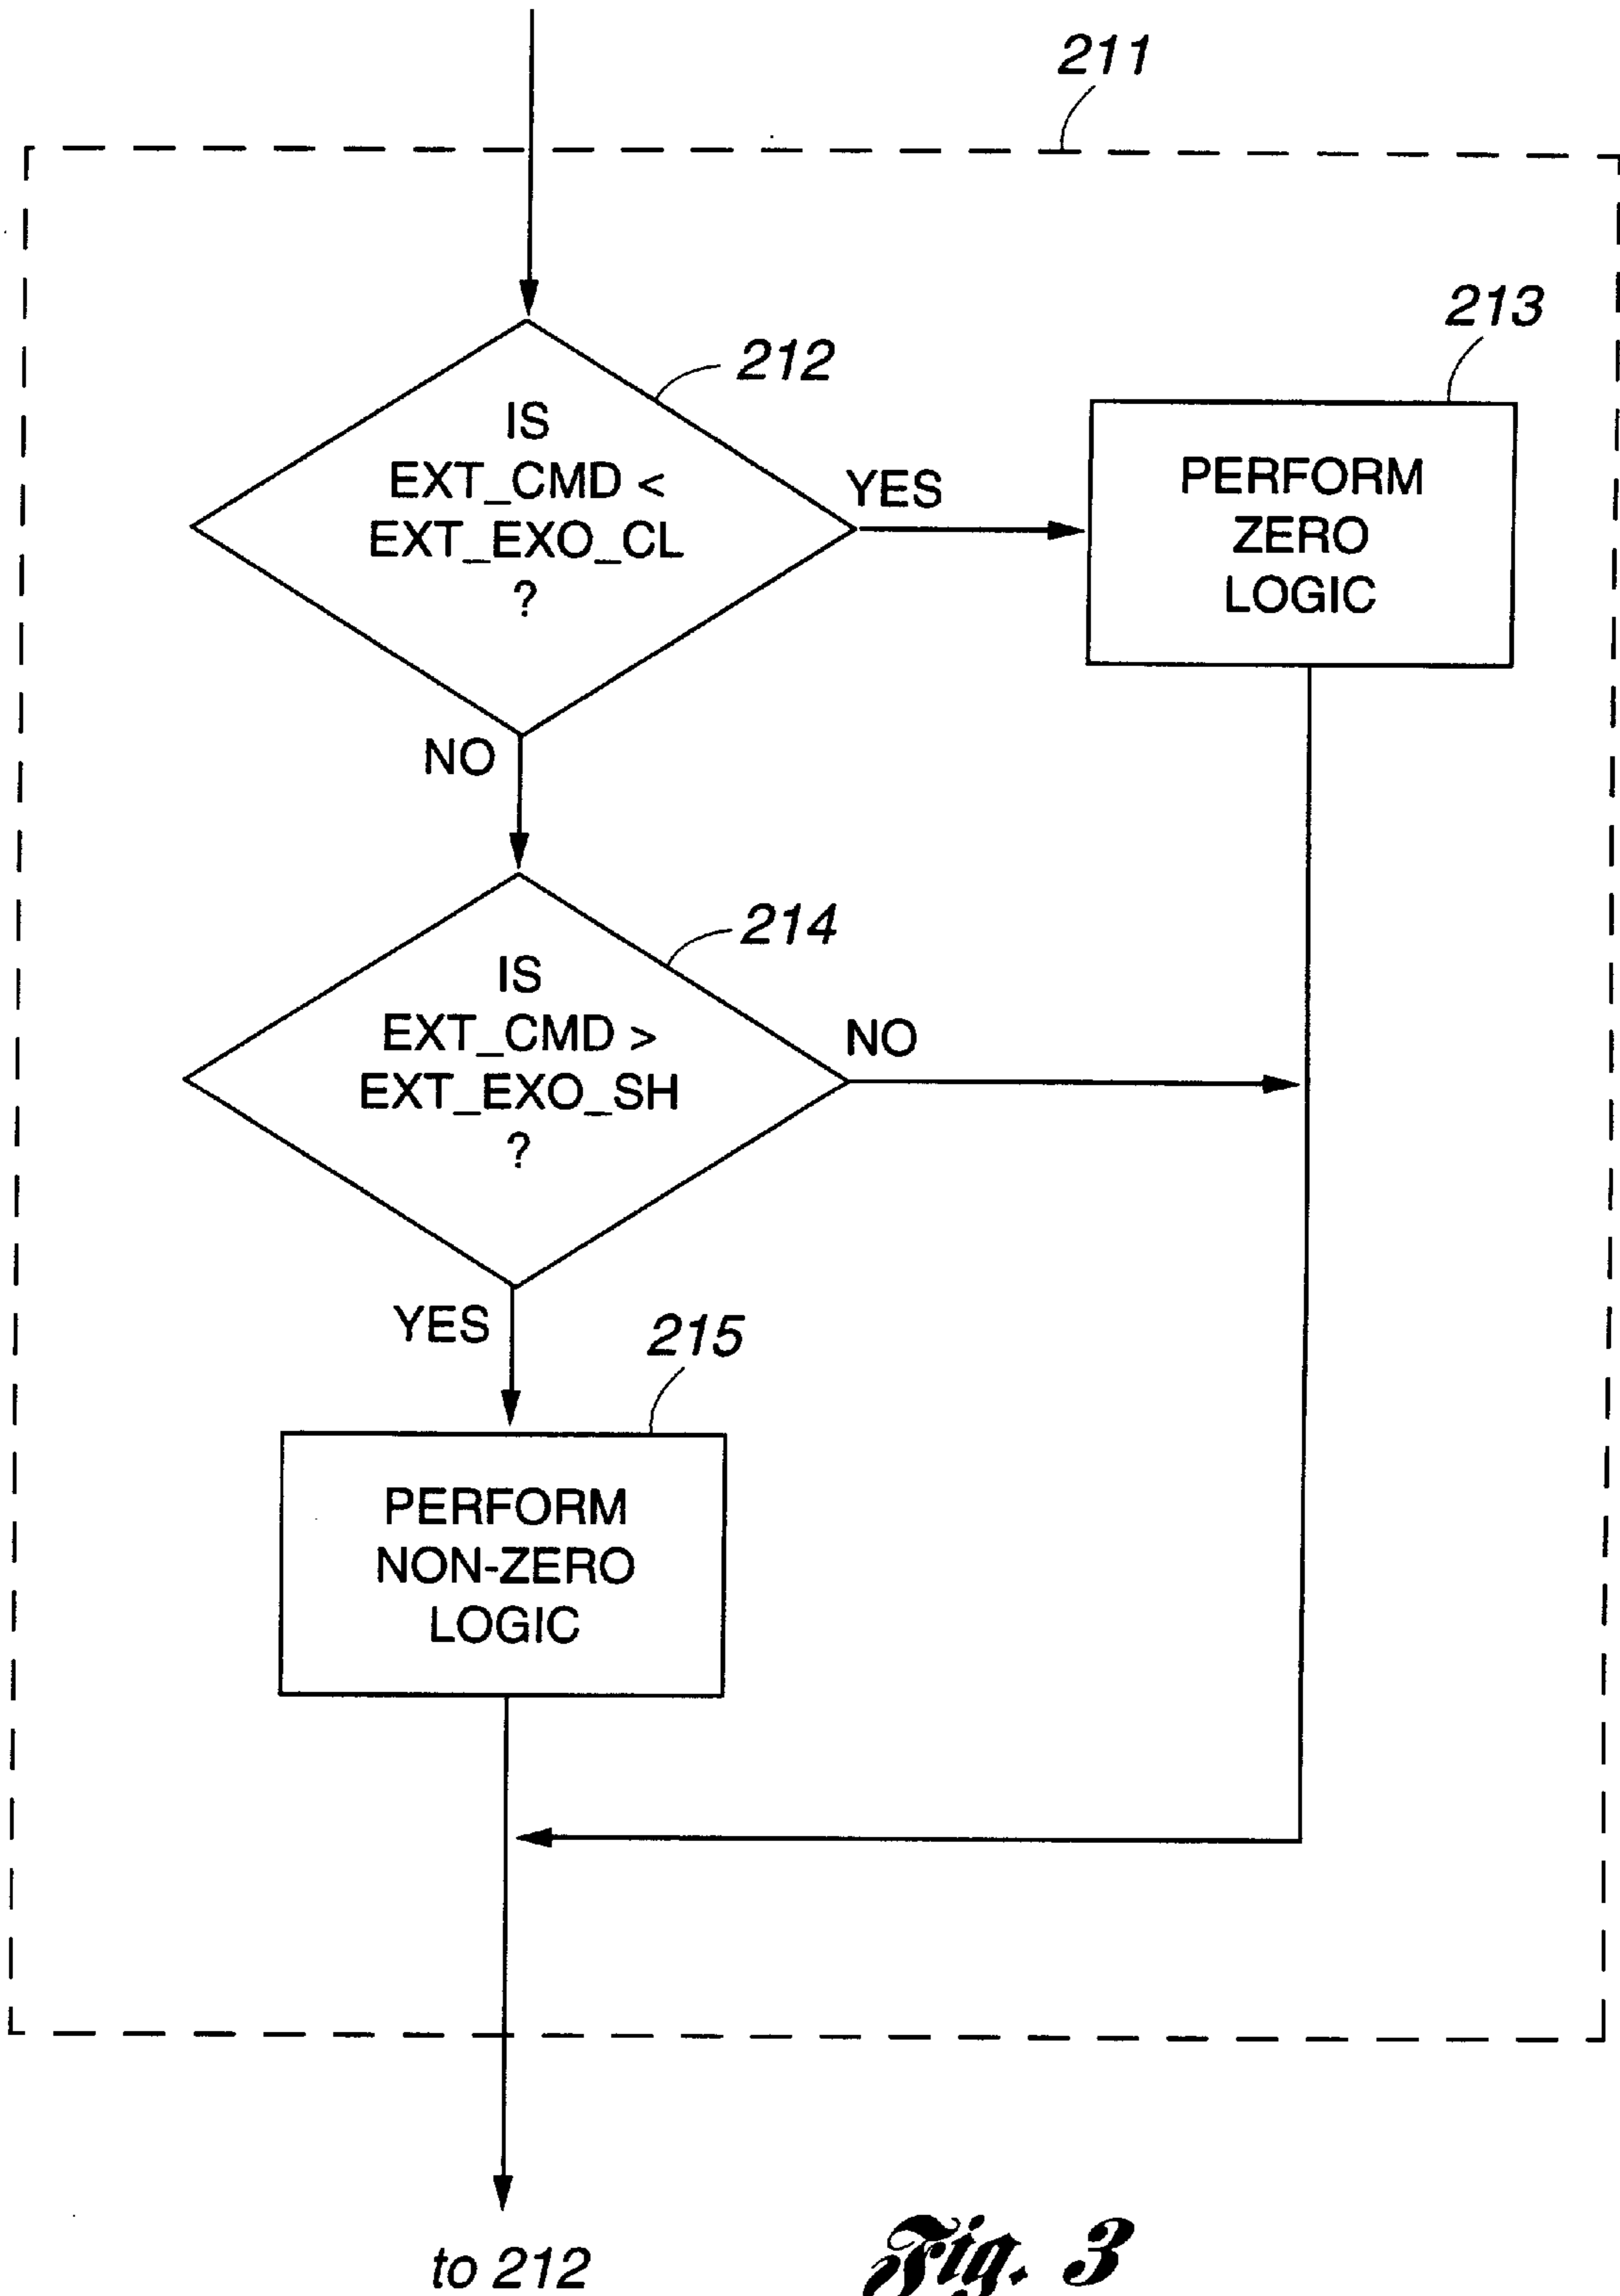 211
212
IS
EXT_CMD <
EXT_EXO_CL
?
YES
213
PERFORM
ZERO
LOGIC
NO
214
IS
EXT_CMD >
EXT_EXO_SH
?
NO
YES
215
PERFORM
NON-ZERO
LOGIC
to 212
Fig. 3